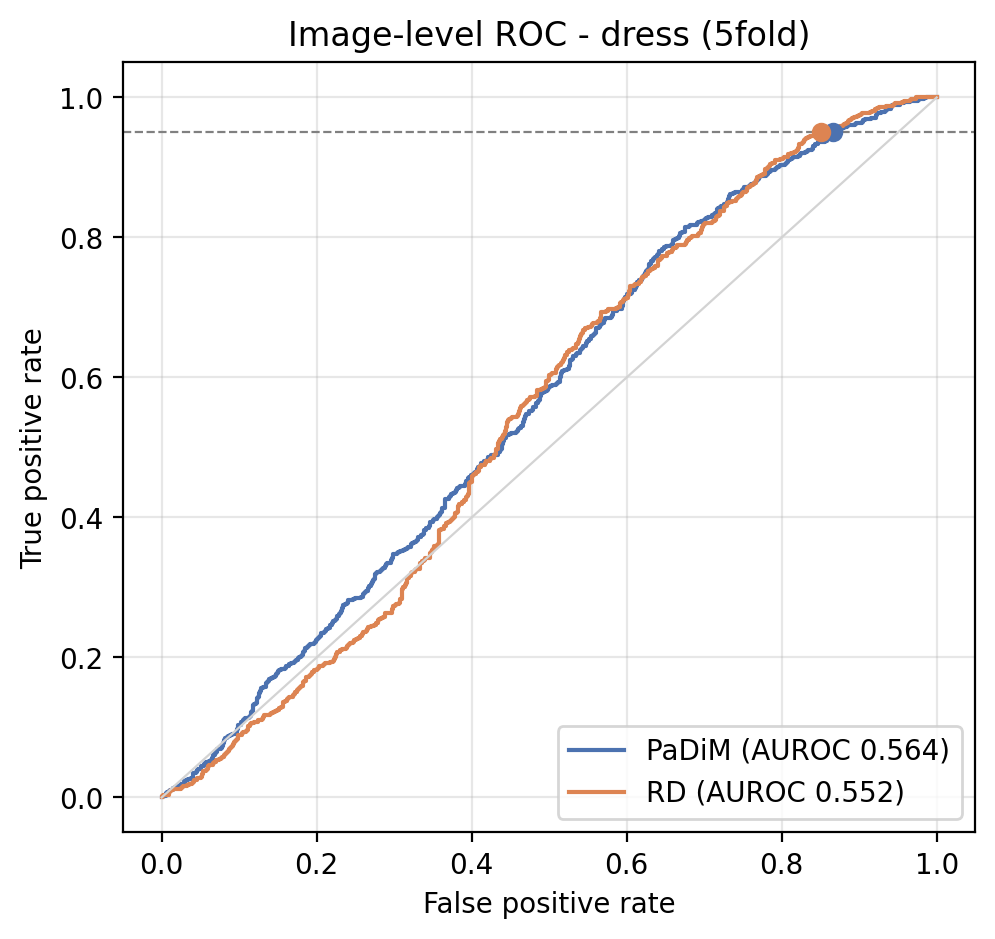 Image-level ROC - dress (5fold)
True positive rate
1.0
0.8
0.6
0.4
0.2
0.0
PaDiM (AUROC 0.564)
RD (AUROC 0.552)
0.0 0.2 0.4 0.6 0.8 1.0
False positive rate